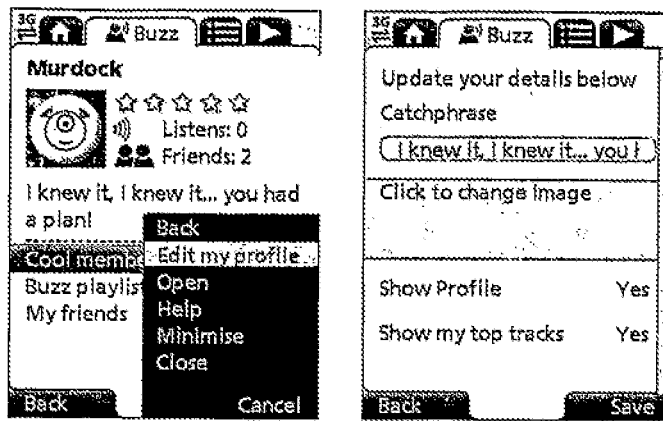 3G
Buzz
Murdock
Listens: 0
Friends: 2
I knew it, I knew it... you had
a plan!
Cool membe
Buzz playlis
My friends
Back
Edit my profile
Open
Help
Minimise
Close
Back
Cancel
3G
Buzz
Update your details below
Catchphrase
I knew it, I knew it... you h
Click to change image
Show Profile Yes
Show my top tracks Yes
Back
Save